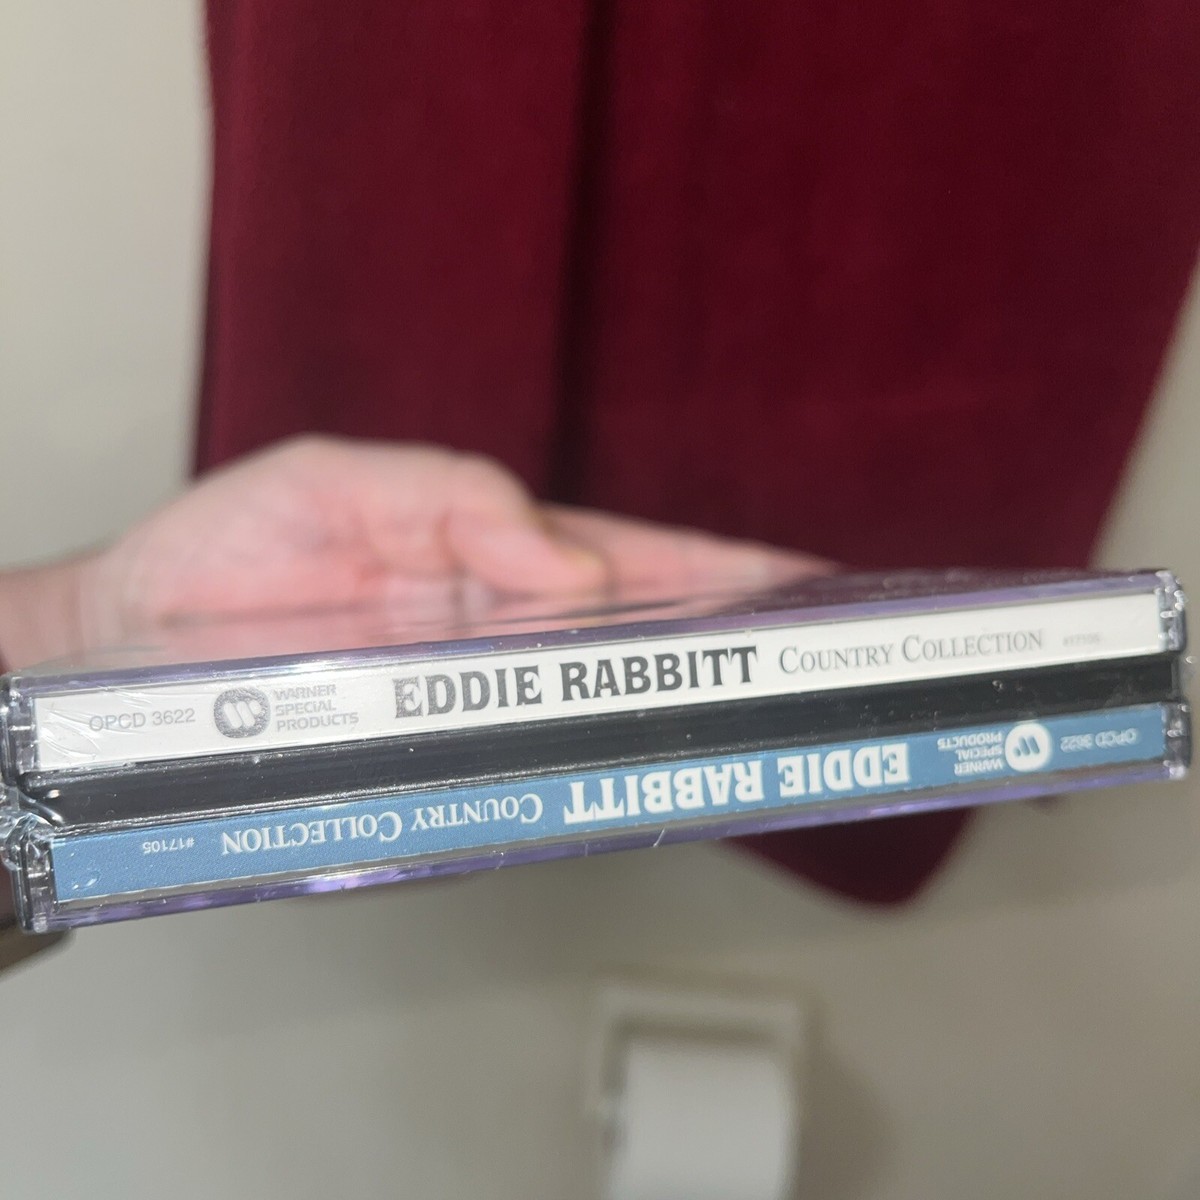 OPCD 3622 WARNER SPECIAL PRODUCTS EDDIE RABBITT COUNTRY COLLECTION #17105
OPCD 3622 WARNER SPECIAL PRODUCTS EDDIE RABBITT COUNTRY COLLECTION #17105